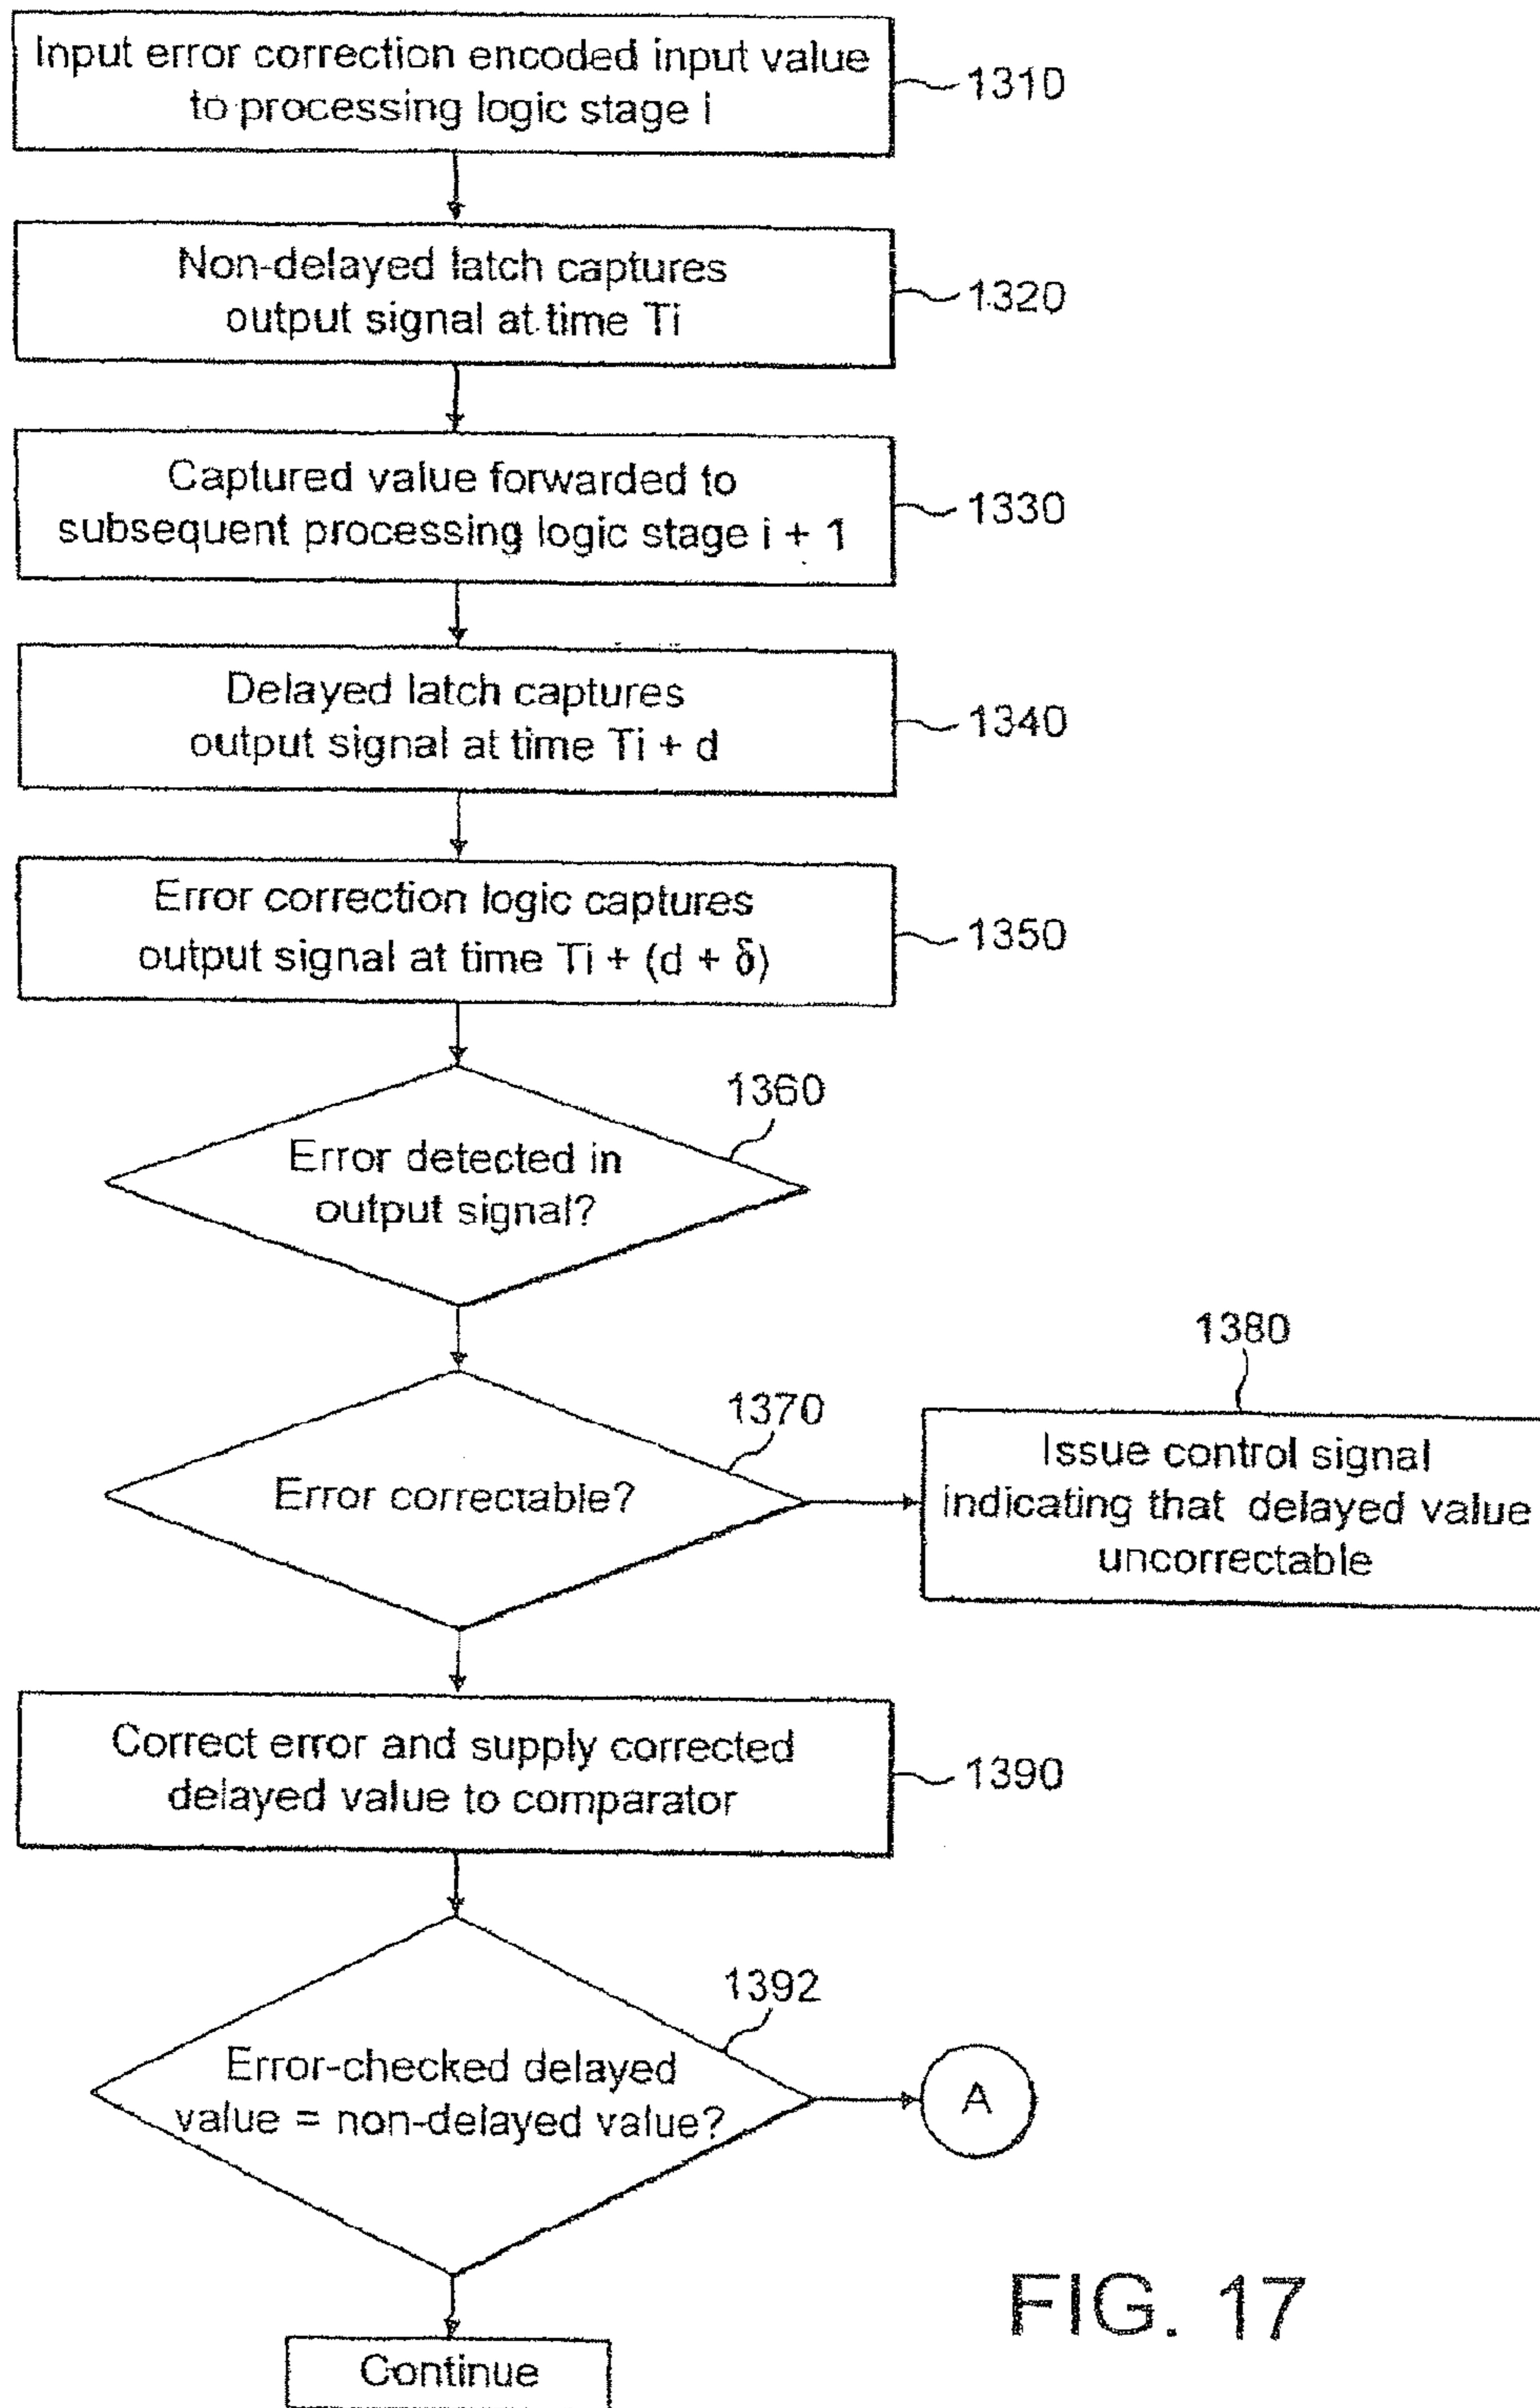 Input error correction encoded input value
to processing logic stage i
1310
Non-delayed latch captures
output signal at time Ti
1320
Captured value forwarded to
subsequent processing logic stage i + 1
1330
Delayed latch captures
output signal at time Ti + d
1340
Error correction logic captures
output signal at time Ti + (d + δ)
1350
1360
Error detected in
output signal?
1370
Error correctable?
1380
Issue control signal
indicating that delayed value
uncorrectable
Correct error and supply corrected
delayed value to comparator
1390
1392
Error-checked delayed
value = non-delayed value?
A
Continue
FIG. 17